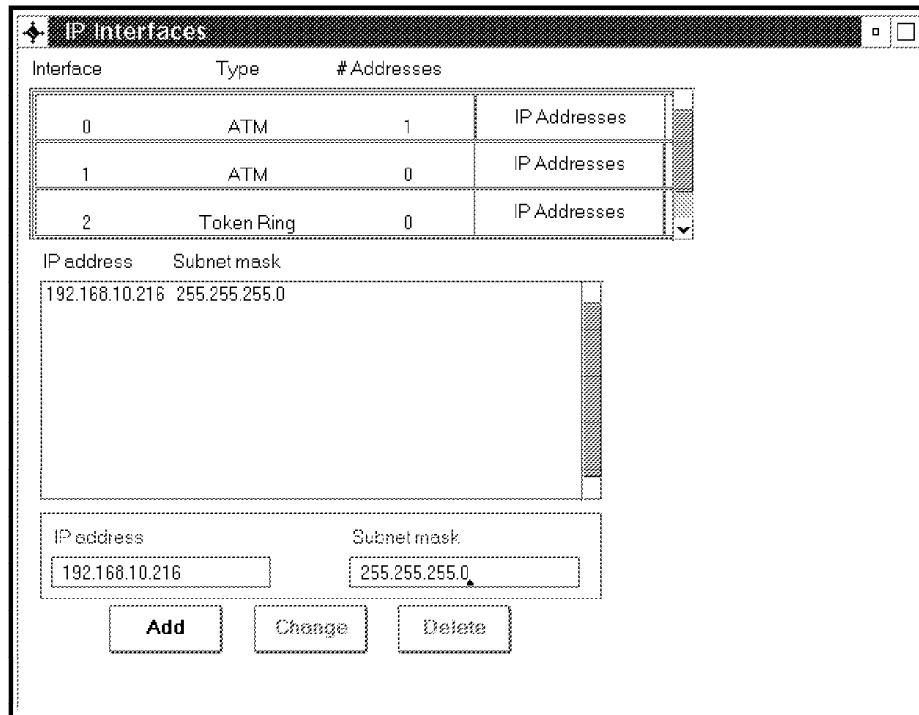 IP Interfaces
Interface Type # Addresses
0 ATM 1 IP Addresses
1 ATM 0 IP Addresses
2 Token Ring 0 IP Addresses
IP address Subnet mask
192.168.10.216 255.255.255.0
IP address Subnet mask
192.168.10.216 255.255.255.0
Add Change Delete